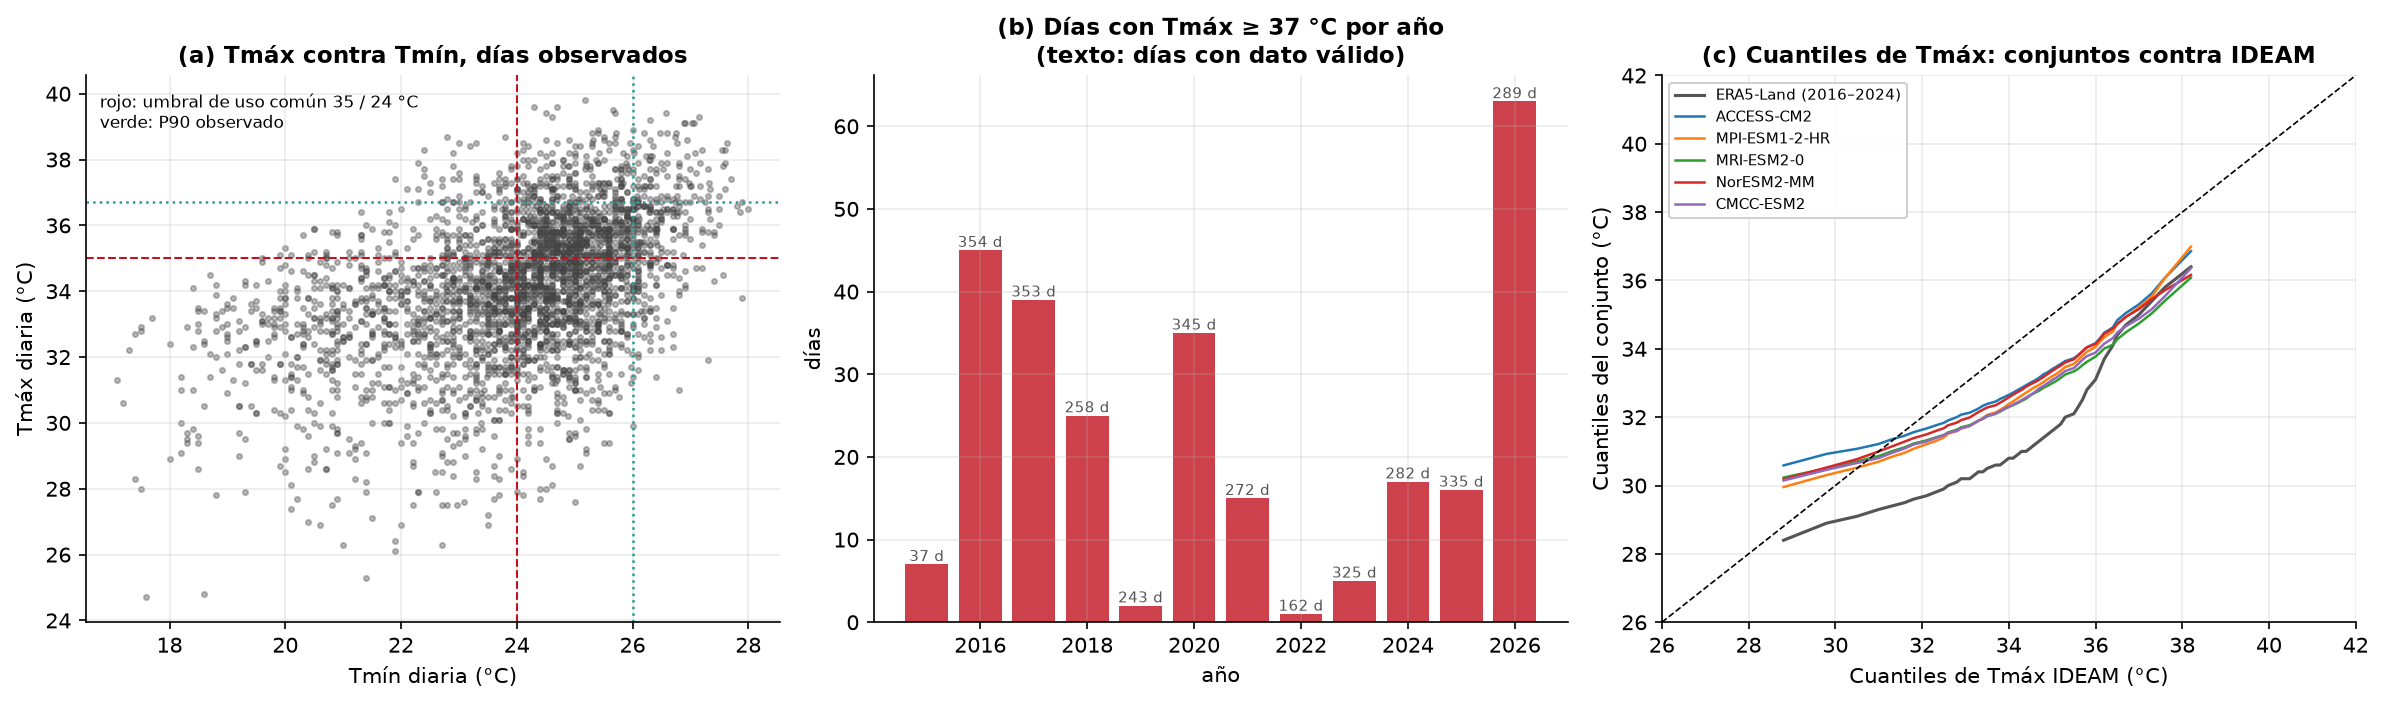 (a) Tmáx contra Tmín, días observados
rojo: umbral de uso común 35 / 24 °C
verde: P90 observado
Tmáx diaria (°C)
40
38
36
34
32
30
28
26
24
18 20 22 24 26 28
Tmín diaria (°C)
(b) Días con Tmáx ≥ 37 °C por año
(texto: días con dato válido)
días
60
50
40
30
20
10
0
37 d
354 d
353 d
258 d
243 d
345 d
272 d
162 d
325 d
282 d
335 d
289 d
2016 2018 2020 2022 2024 2026
año
(c) Cuantiles de Tmáx: conjuntos contra IDEAM
ERA5-Land (2016–2024)
ACCESS-CM2
MPI-ESM1-2-HR
MRI-ESM2-0
NorESM2-MM
CMCC-ESM2
Cuantiles del conjunto (°C)
42
40
38
36
34
32
30
28
26
26 28 30 32 34 36 38 40 42
Cuantiles de Tmáx IDEAM (°C)